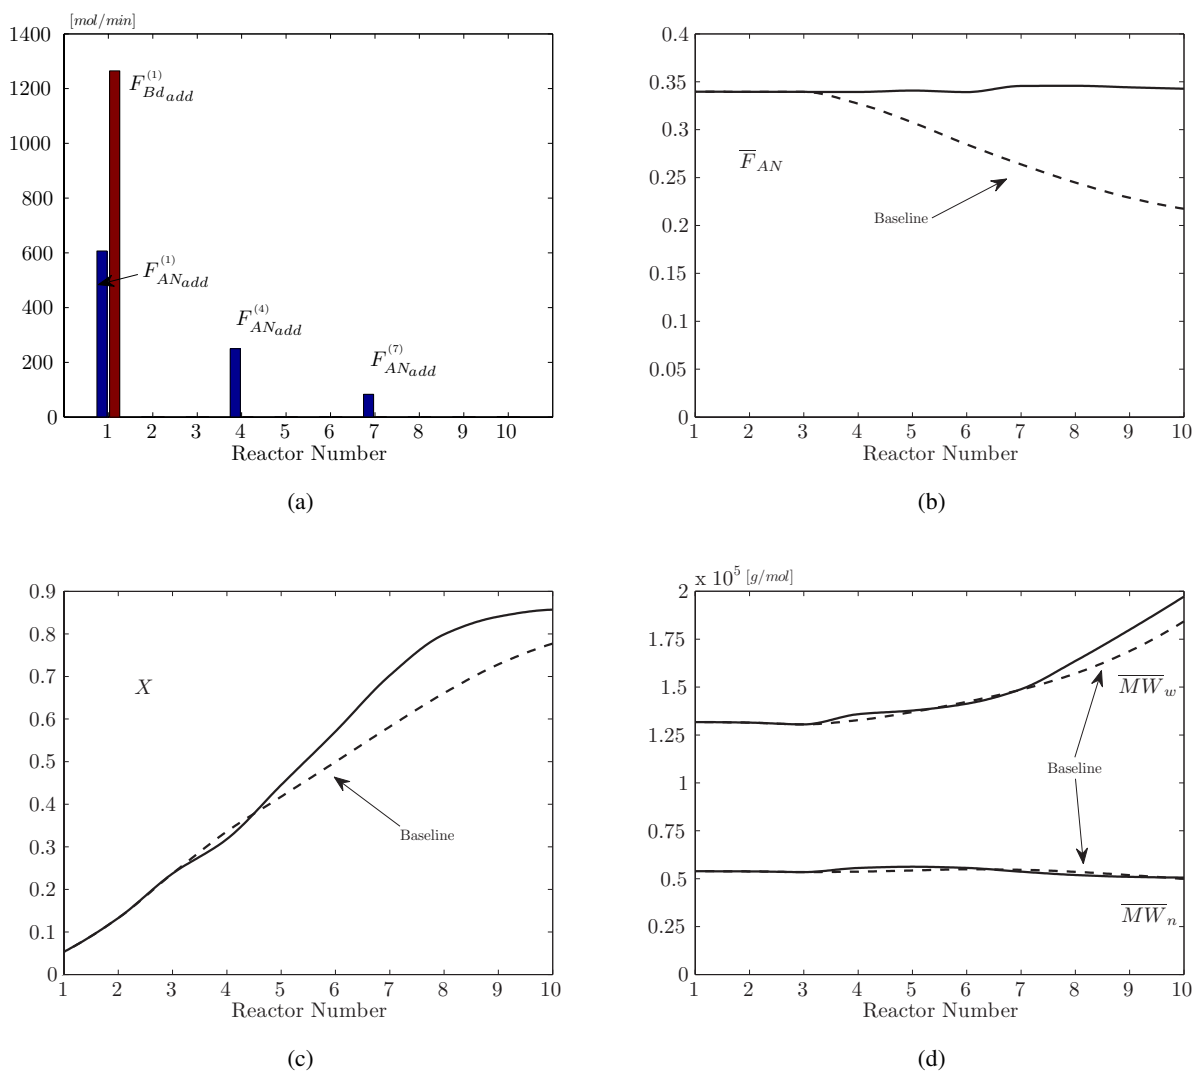 [mol/min]
1400
1200
1000
800
600
400
200
0
F_{Bd_{add}}^{(1)}
F_{AN_{add}}^{(1)}
F_{AN_{add}}^{(4)}
F_{AN_{add}}^{(7)}
1 2 3 4 5 6 7 8 9 10
Reactor Number
(a)
0.4
0.35
0.3
0.25
0.2
0.15
0.1
0.05
0
F̅_{AN}
Baseline
1 2 3 4 5 6 7 8 9 10
Reactor Number
(b)
0.9
0.8
0.7
0.6
0.5
0.4
0.3
0.2
0.1
0
X
Baseline
1 2 3 4 5 6 7 8 9 10
Reactor Number
(c)
x 10^5 [g/mol]
2
1.75
1.5
1.25
1
0.75
0.5
0.25
0
\overline{MW}_w
Baseline
\overline{MW}_n
1 2 3 4 5 6 7 8 9 10
Reactor Number
(d)